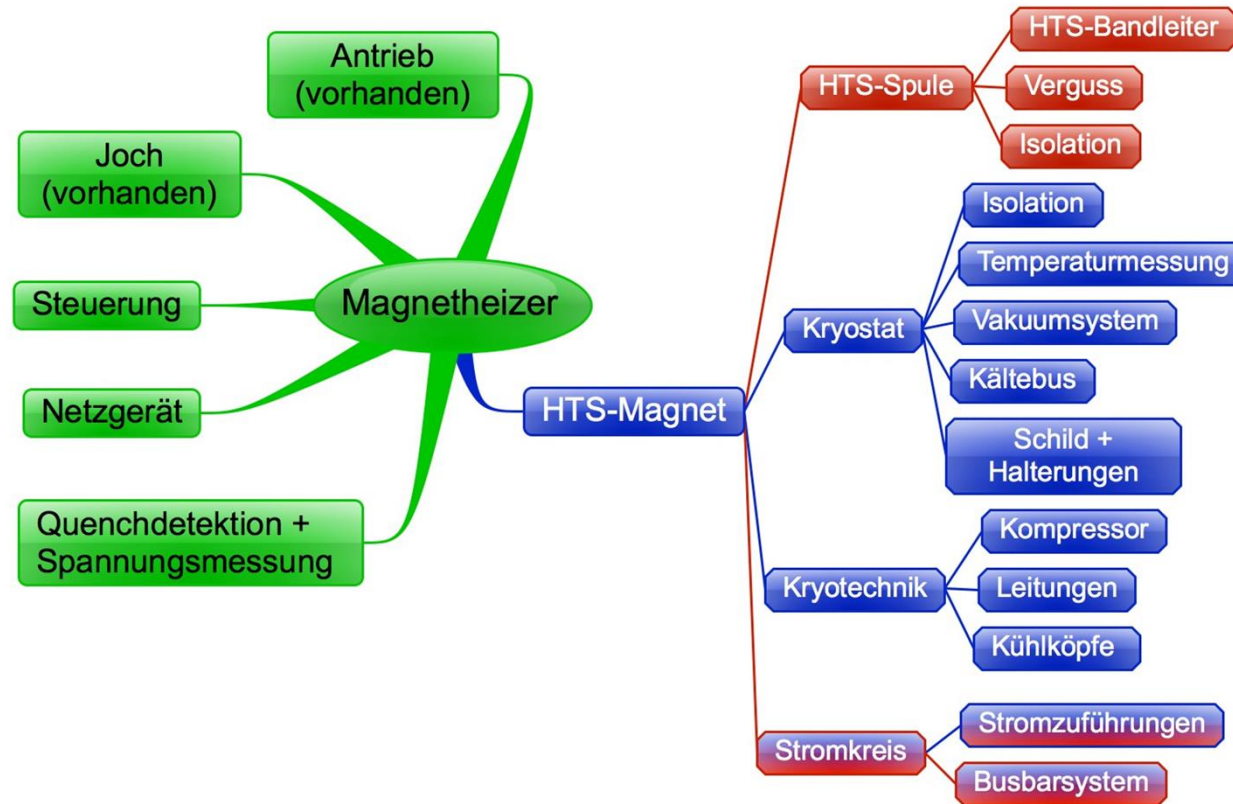 Antrieb
(vorhanden)
Joch
(vorhanden)
Steuerung
Netzgerät
Quenchdetektion +
Spannungsmessung
Magnetheizer
HTS-Magnet
HTS-Spule
HTS-Bandleiter
Verguss
Isolation
Kryostat
Isolation
Temperaturmessung
Vakuumsystem
Kältebus
Schild +
Halterungen
Kryotechnik
Kompressor
Leitungen
Kühlköpfe
Stromkreis
Stromzuführungen
Busbarsystem